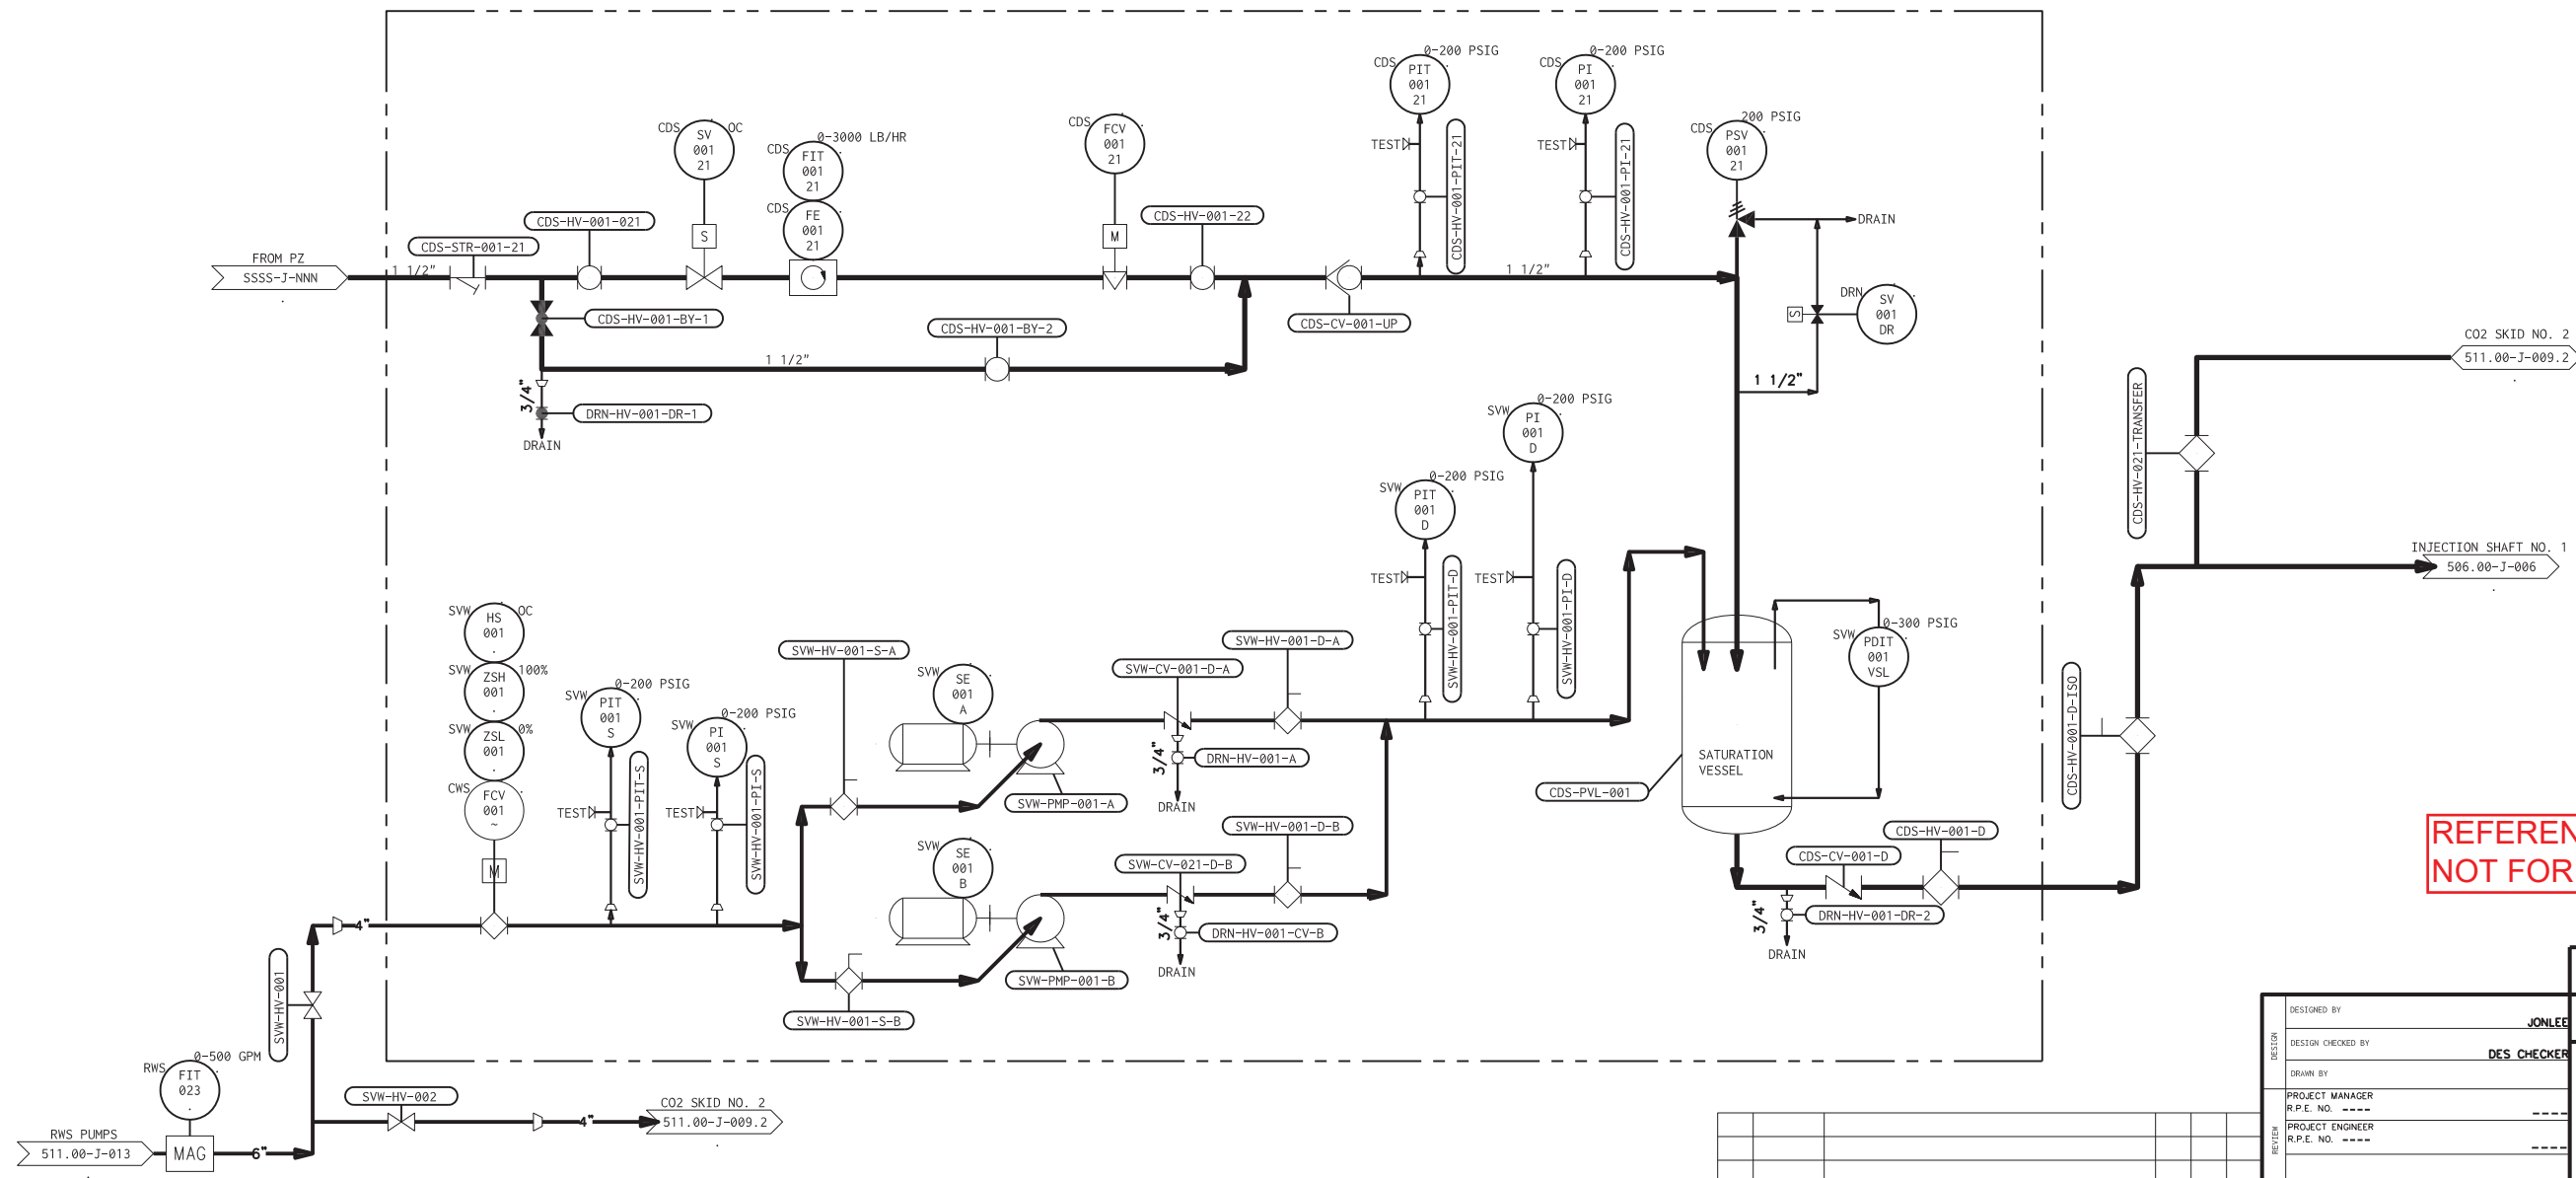 0-200 PSIG
CDS
PIT
001
21
TEST
CDS-HV-001-PIT-21
0-200 PSIG
CDS
PI
001
21
TEST
CDS-HV-001-PI-21
200 PSIG
CDS
PSV
001
21
DRAIN
CDS
OC
SV
001
21
S
0-3000 LB/HR
CDS
FIT
001
21
CDS
FE
001
21
CDS
FCV
001
21
M
CDS-HV-001-22
CDS-HV-001-021
CDS-STR-001-21
FROM PZ
SSSS-J-NNN
1 1/2"
1 1/2"
CDS-HV-001-BY-1
CDS-HV-001-BY-2
CDS-CV-001-UP
1 1/2"
3/4"
DRN-HV-001-DR-1
DRAIN
DRN
SV
001
DR
S
1 1/2"
CO2 SKID NO. 2
511.00-J-009.2
CDS-HV-021-TRANSFER
INJECTION SHAFT NO. 1
506.00-J-006
0-200 PSIG
SVW
PI
001
D
TEST
SVW-HV-001-PI-D
0-200 PSIG
SVW
PIT
001
D
TEST
SVW-HV-001-PIT-D
SVW
OC
HS
001
SVW
100%
ZSH
001
SVW
0%
ZSL
001
CWS
FCV
001
~
M
0-200 PSIG
SVW
PIT
001
S
TEST
SVW-HV-001-PIT-S
0-200 PSIG
SVW
PI
001
S
TEST
SVW-HV-001-PI-S
SVW-HV-001-S-A
SVW
SE
001
A
SVW-PMP-001-A
SVW-CV-001-D-A
SVW-HV-001-D-A
3/4"
DRN-HV-001-A
DRAIN
SVW
SE
001
B
SVW-PMP-001-B
SVW-CV-021-D-B
SVW-HV-001-D-B
3/4"
DRN-HV-001-CV-B
DRAIN
SVW-HV-001-S-B
0-300 PSIG
SVW
PDIT
001
VSL
SATURATION
VESSEL
CDS-PVL-001
CDS-HV-001-D
CDS-CV-001-D
3/4"
DRN-HV-001-DR-2
DRAIN
CDS-HV-001-D-ISO
4"
SVW-HV-001
0-500 GPM
RWS
FIT
023
MAG
RWS PUMPS
511.00-J-013
6"
SVW-HV-002
4"
CO2 SKID NO. 2
511.00-J-009.2
REFEREN
NOT FOR
DESIGN
DESIGNED BY
JONLEE
DESIGN CHECKED BY
DES CHECKER
DRAWN BY
REVIEW
PROJECT MANAGER
R.P.E. NO. ----
----
PROJECT ENGINEER
R.P.E. NO. ----
----